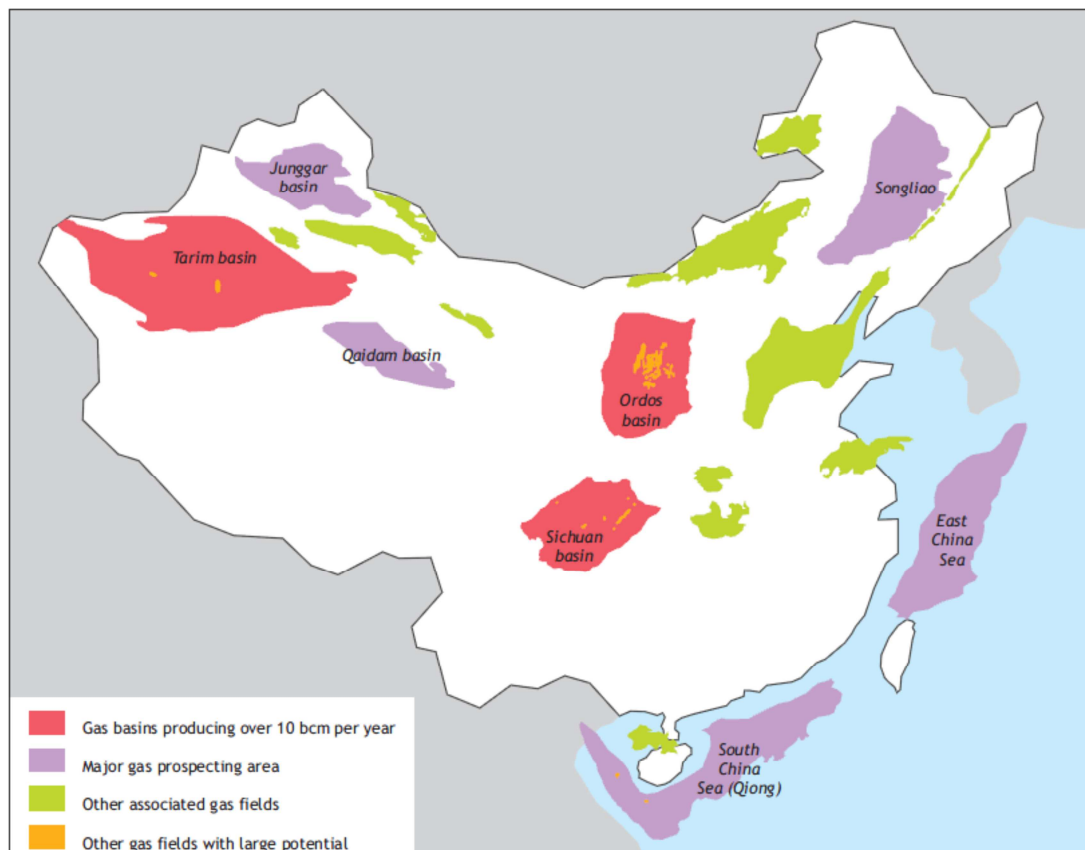 Junggar
basin
Songliao
Tarim basin
Qaidam basin
Ordos
basin
Sichuan
basin
East
China
Sea
South
China
Sea (Qiong)
Gas basins producing over 10 bcm per year
Major gas prospecting area
Other associated gas fields
Other gas fields with large potential